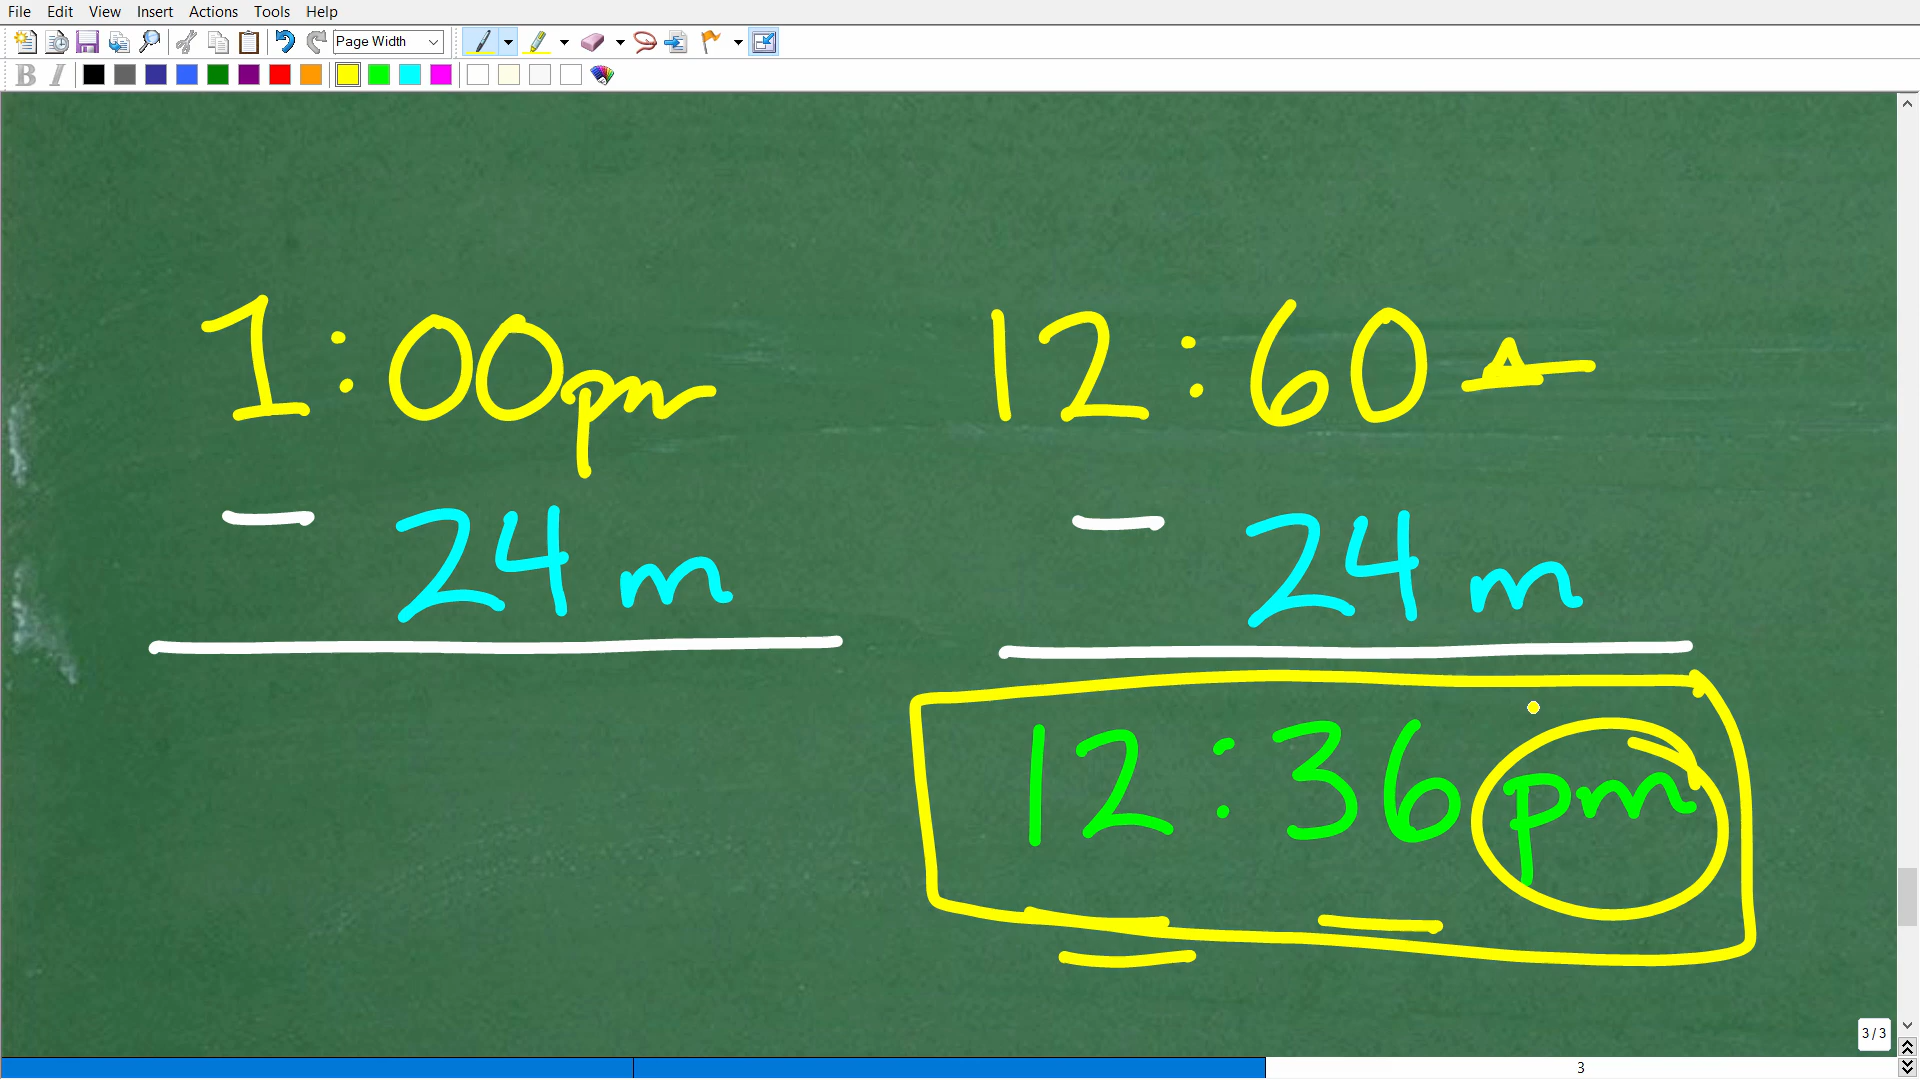 File Edit View Insert Actions Tools Help
Page Width
B I
1:00pm
- 24 m
12:60
- 24 m
12:36 pm
3/3
3